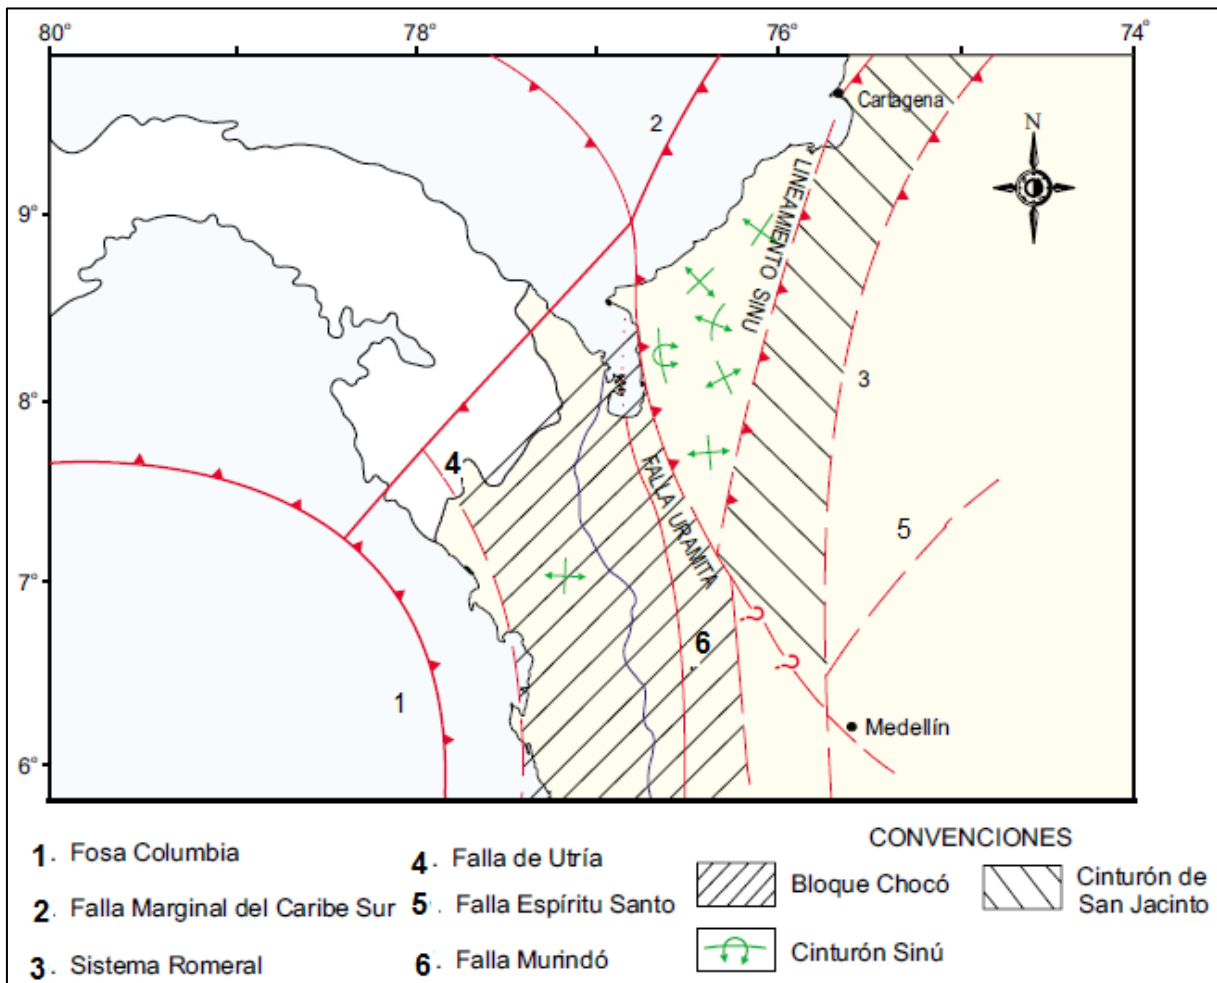 80°
78°
76°
74°
2
Cartagena
N
9°
LINEAMIENTO SINU
8°
3
4
FALLA URAMITA
5
7°
?
6
?
1
Medellín
6°
CONVENCIONES
1. Fosa Columbia
2. Falla Marginal del Caribe Sur
3. Sistema Romeral
4. Falla de Utría
5. Falla Espíritu Santo
6. Falla Murindó
Bloque Chocó
Cinturón de
San Jacinto
Cinturón Sinú